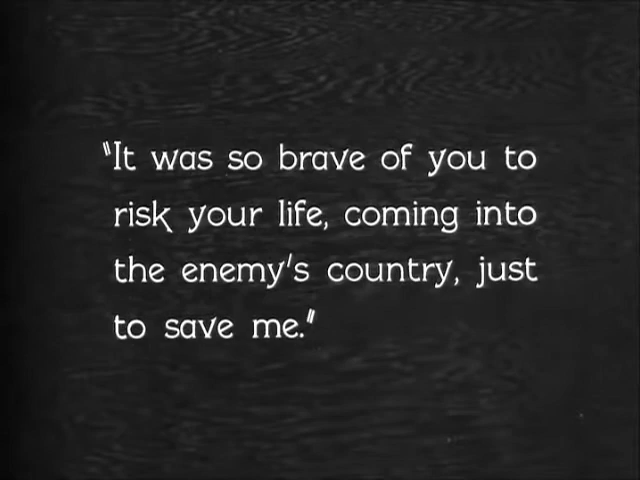 "It was so brave of you to
risk your life, coming into
the enemy's country, just
to save me."